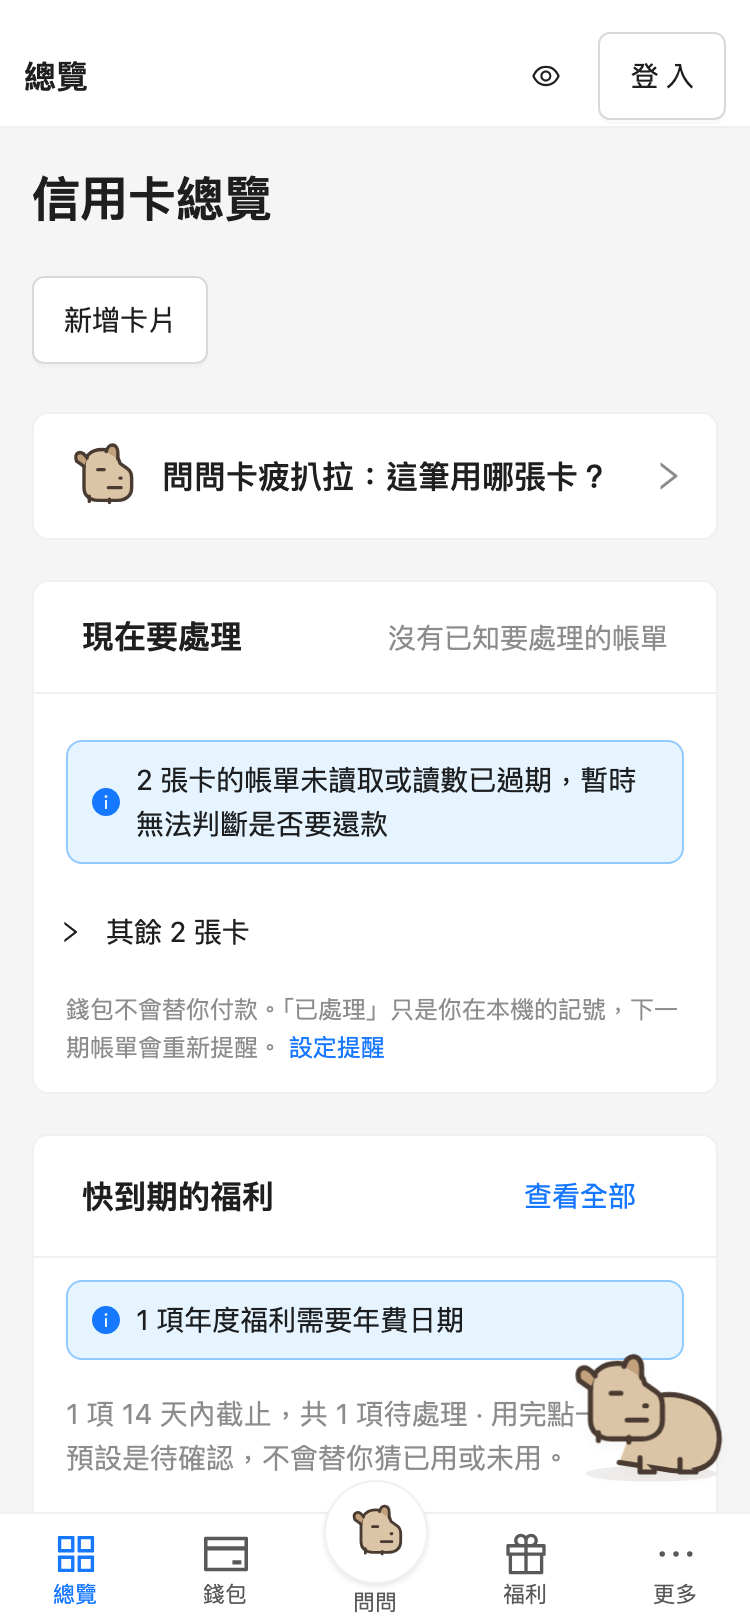 總覽
登入
信用卡總覽
新增卡片
問問卡疲扒拉：這筆用哪張卡？
現在要處理
沒有已知要處理的帳單
2 張卡的帳單未讀取或讀數已過期，暫時
無法判斷是否要還款
其餘 2 張卡
錢包不會替你付款。「已處理」只是你在本機的記號，下一
期帳單會重新提醒。 設定提醒
快到期的福利
查看全部
1 項年度福利需要年費日期
1 項 14 天內截止，共 1 項待處理 · 用完點一
預設是待確認，不會替你猜已用或未用。
總覽
錢包
問問
福利
更多